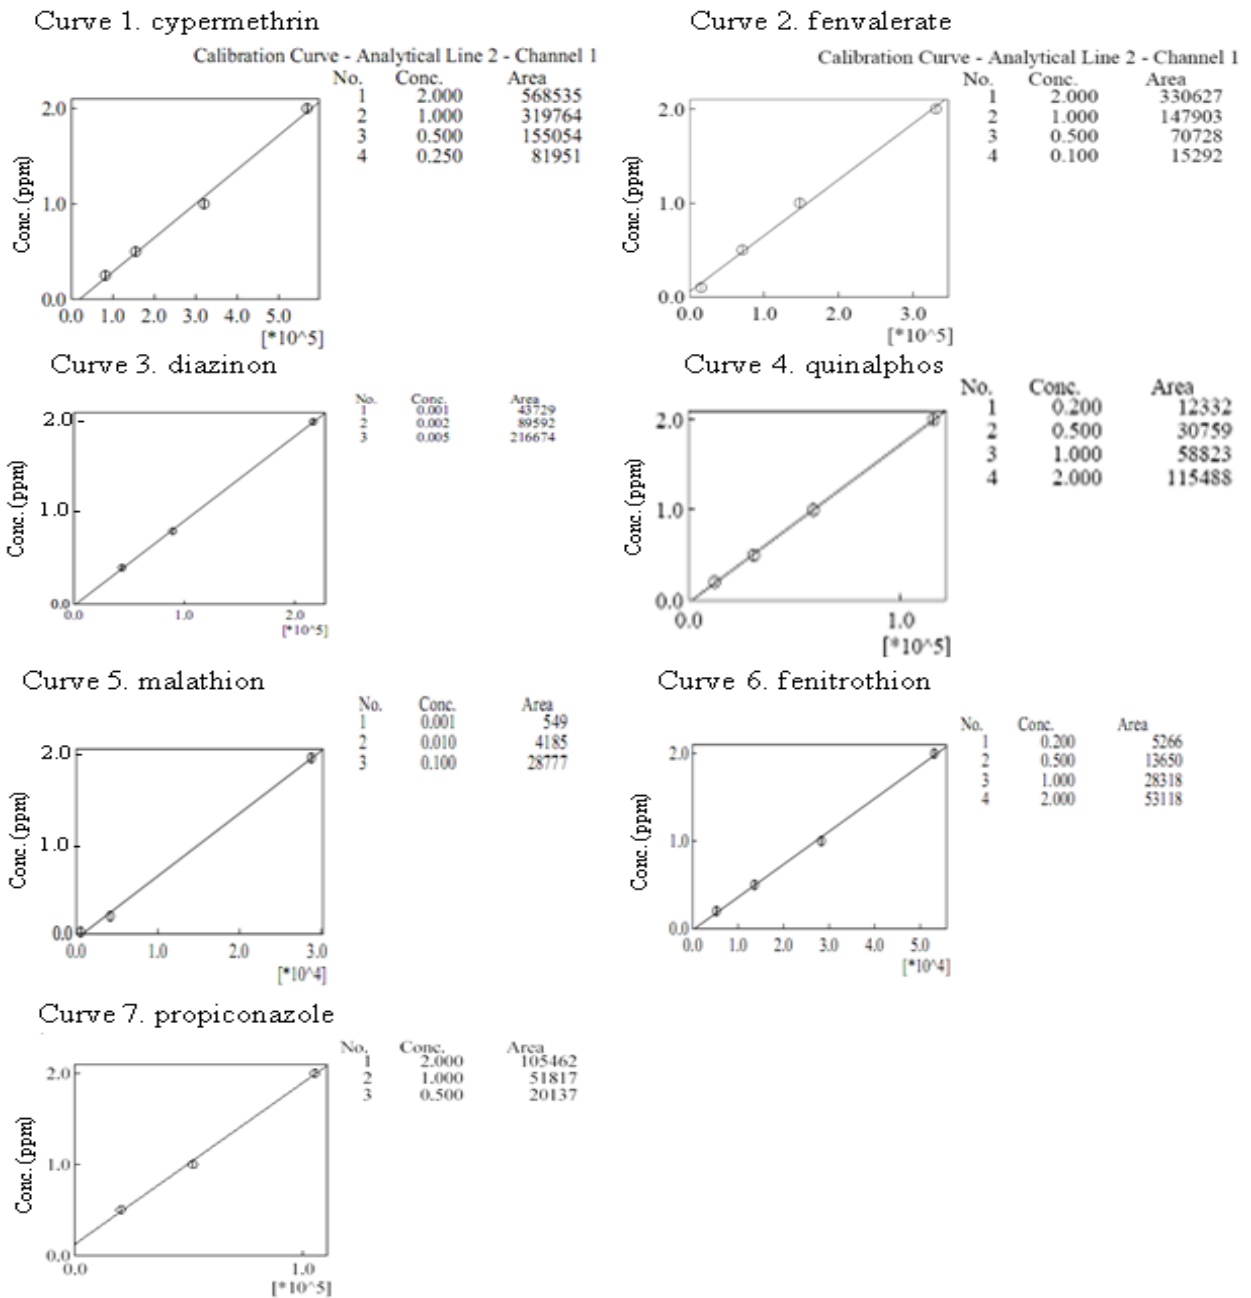 Curve 1. cypermethrin
Calibration Curve - Analytical Line 2 - Channel 1
No. Conc. Area
1 2.000 568535
2 1.000 319764
3 0.500 155054
4 0.250 81951
Conc. (ppm)
2.0
1.0
0.0
0.0 1.0 2.0 3.0 4.0 5.0
[*10^5]
Curve 2. fenvalerate
Calibration Curve - Analytical Line 2 - Channel 1
No. Conc. Area
1 2.000 330627
2 1.000 147903
3 0.500 70728
4 0.100 15292
Conc. (ppm)
2.0
1.0
0.0
0.0 1.0 2.0 3.0
[*10^5]
Curve 3. diazinon
No. Conc. Area
1 0.001 43729
2 0.002 89592
3 0.005 216674
Conc. (ppm)
2.0
1.0
0.0
0.0 1.0 2.0
[*10^5]
Curve 4. quinalphos
No. Conc. Area
1 0.200 12332
2 0.500 30759
3 1.000 58823
4 2.000 115488
Conc. (ppm)
2.0
1.0
0.0
0.0 1.0
[*10^5]
Curve 5. malathion
No. Conc. Area
1 0.001 549
2 0.010 4185
3 0.100 28777
Conc. (ppm)
2.0
1.0
0.0
0.0 1.0 2.0 3.0
[*10^4]
Curve 6. fenitrothion
No. Conc. Area
1 0.200 5266
2 0.500 13650
3 1.000 28318
4 2.000 53118
Conc. (ppm)
2.0
1.0
0.0
0.0 1.0 2.0 3.0 4.0 5.0
[*10^4]
Curve 7. propiconazole
No. Conc. Area
1 2.000 105462
2 1.000 51817
3 0.500 20137
Conc. (ppm)
2.0
1.0
0.0
0.0 1.0
[*10^5]